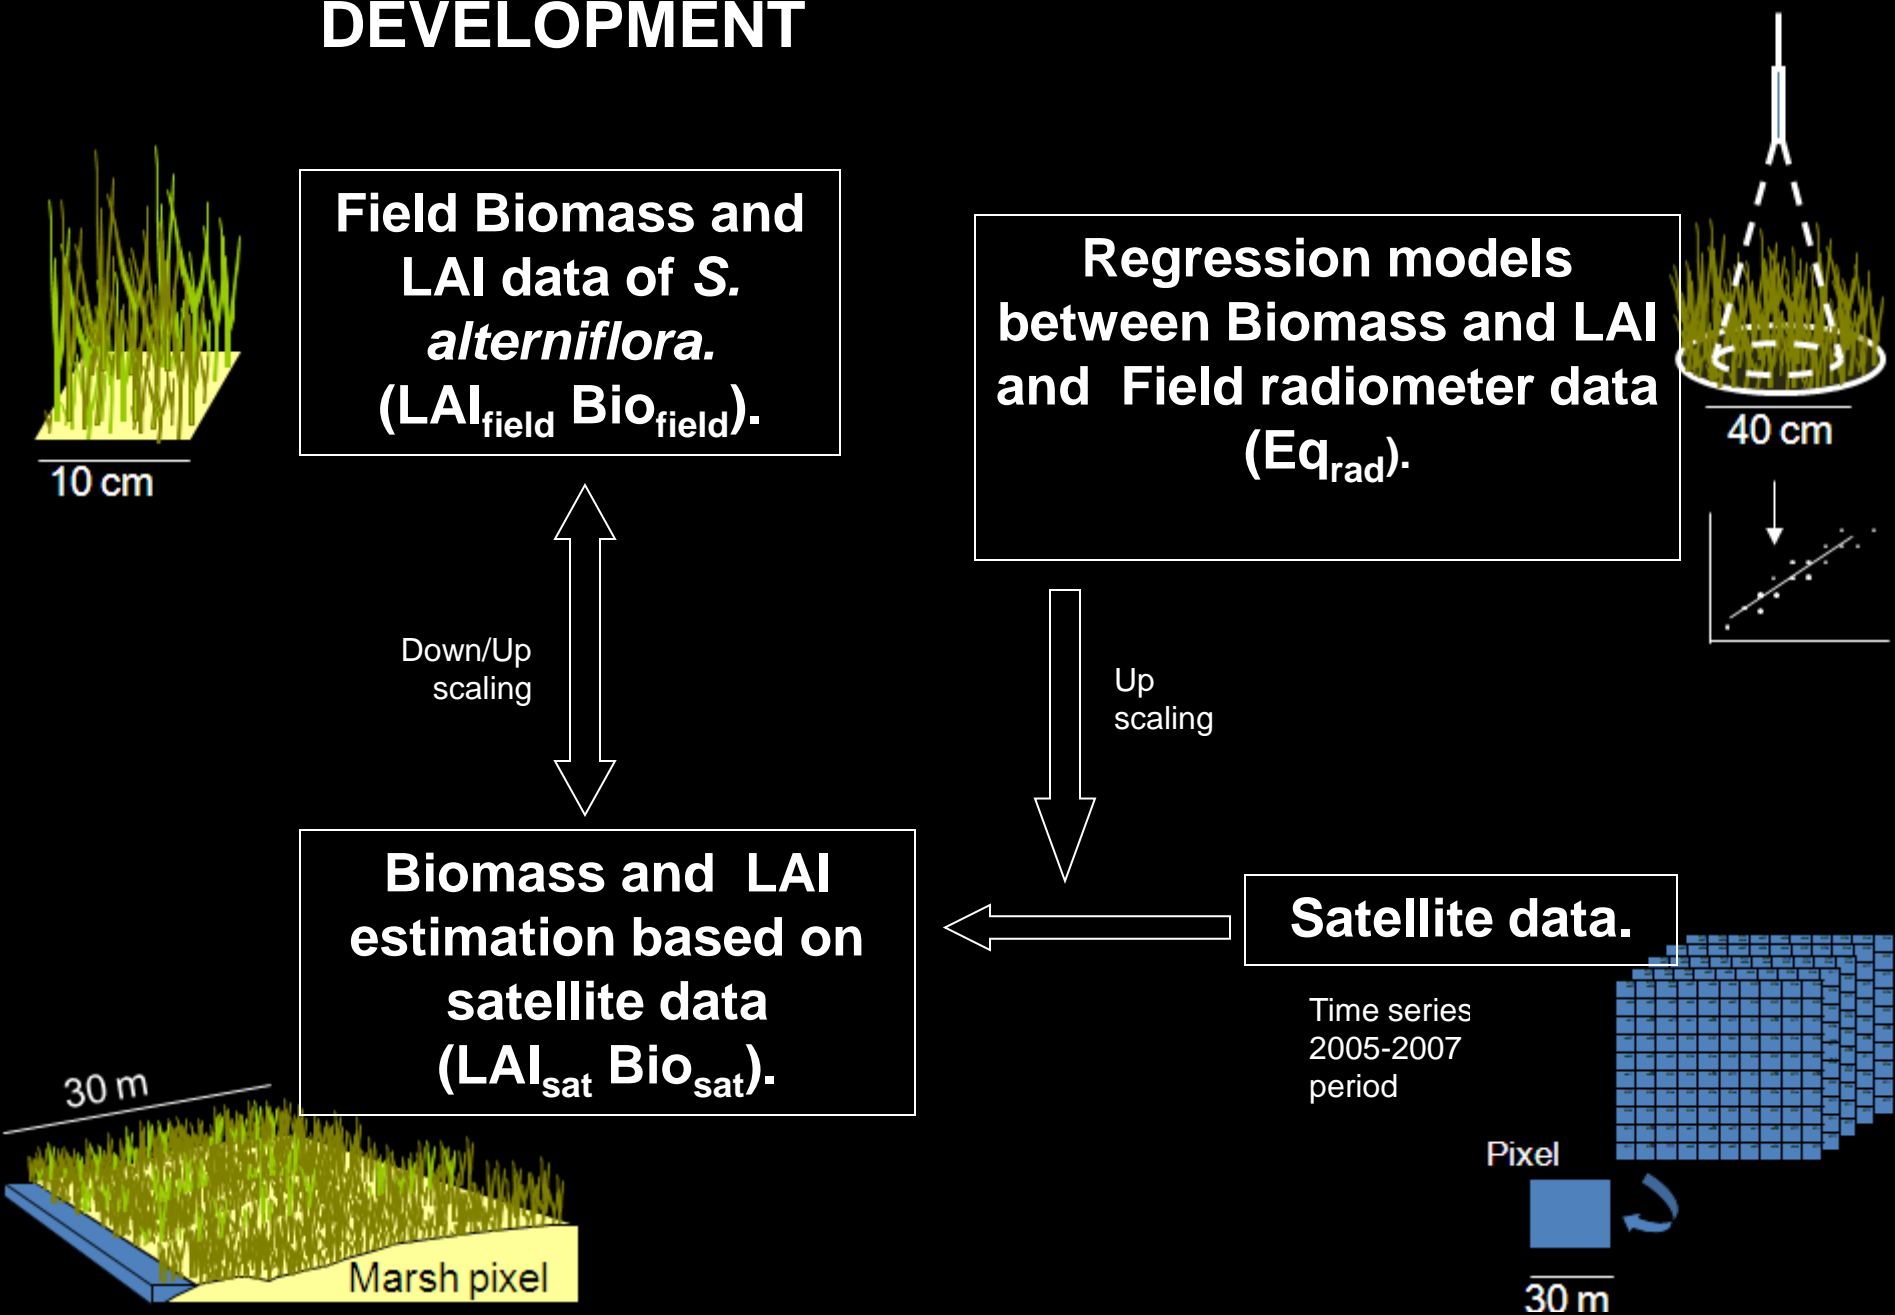 DEVELOPMENT
Field Biomass and
LAI data of S.
alterniflora.
(LAIfield Biofield).
10 cm
Regression models
between Biomass and LAI
and Field radiometer data
(Eqrad).
40 cm
Down/Up
scaling
Up
scaling
Biomass and LAI
estimation based on
satellite data
(LAIsat Biosat).
Satellite data.
Time series
2005-2007
period
30 m
Marsh pixel
Pixel
30 m